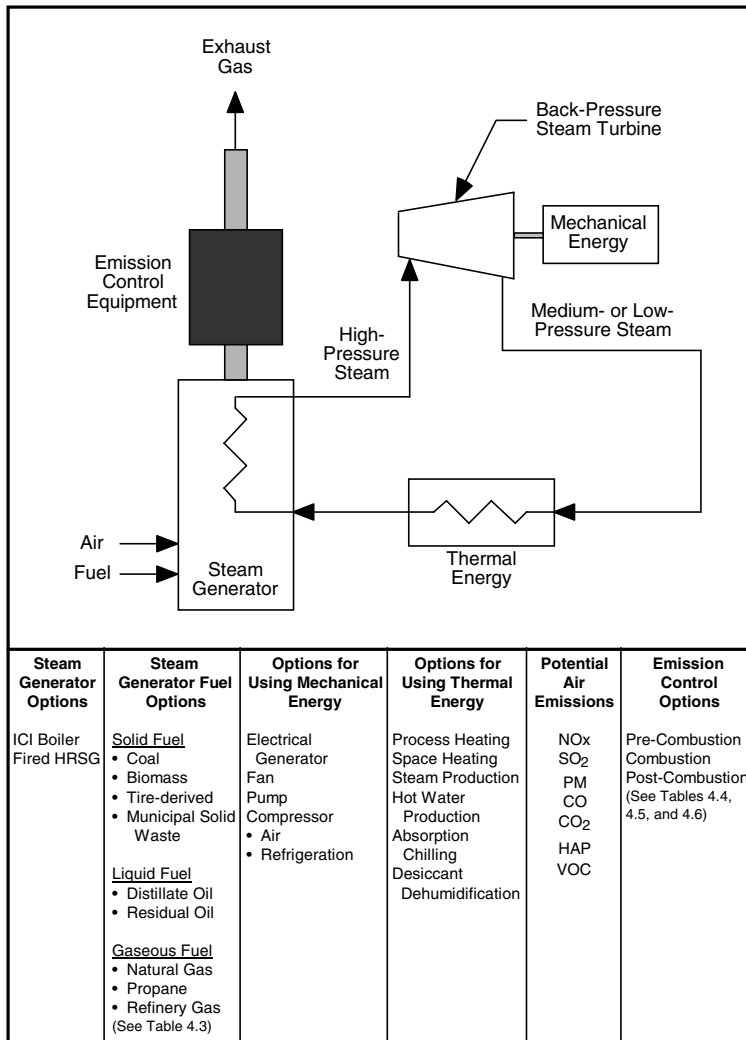 Exhaust
Gas
Back-Pressure
Steam Turbine
Mechanical
Energy
Emission
Control
Equipment
High-
Pressure
Steam
Medium- or Low-
Pressure Steam
Air
Fuel
Steam
Generator
Thermal
Energy
Steam
Generator
Options
ICI Boiler
Fired HRSG
Steam
Generator Fuel
Options
Solid Fuel
• Coal
• Biomass
• Tire-derived
• Municipal Solid
Waste
Liquid Fuel
• Distillate Oil
• Residual Oil
Gaseous Fuel
• Natural Gas
• Propane
• Refinery Gas
(See Table 4.3)
Options for
Using Mechanical
Energy
Electrical
Generator
Fan
Pump
Compressor
• Air
• Refrigeration
Options for
Using Thermal
Energy
Process Heating
Space Heating
Steam Production
Hot Water
Production
Absorption
Chilling
Desiccant
Dehumidification
Potential
Air
Emissions
NOx
SO2
PM
CO
CO2
HAP
VOC
Emission
Control
Options
Pre-Combustion
Combustion
Post-Combustion
(See Tables 4.4,
4.5, and 4.6)